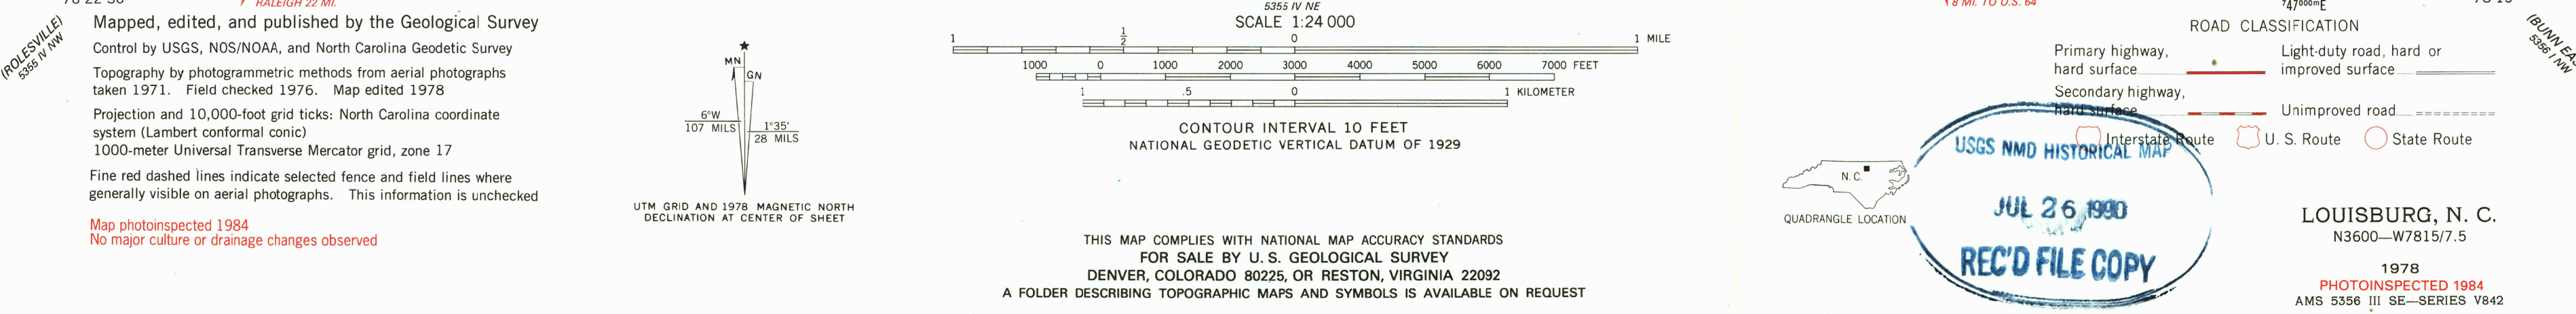 (ROLESVILLE)
5355 IV NW
RALEIGH 22 MI.
Mapped, edited, and published by the Geological Survey
Control by USGS, NOS/NOAA, and North Carolina Geodetic Survey
Topography by photogrammetric methods from aerial photographs
taken 1971. Field checked 1976. Map edited 1978
Projection and 10,000-foot grid ticks: North Carolina coordinate
system (Lambert conformal conic)
1000-meter Universal Transverse Mercator grid, zone 17
Fine red dashed lines indicate selected fence and field lines where
generally visible on aerial photographs. This information is unchecked
Map photoinspected 1984
No major culture or drainage changes observed
MN
GN
6°W
107 MILS
1°35′
28 MILS
UTM GRID AND 1978 MAGNETIC NORTH
DECLINATION AT CENTER OF SHEET
5355 IV NE
SCALE 1:24 000
1 ½ 0 1 MILE
1000 0 1000 2000 3000 4000 5000 6000 7000 FEET
1 .5 0 1 KILOMETER
CONTOUR INTERVAL 10 FEET
NATIONAL GEODETIC VERTICAL DATUM OF 1929
THIS MAP COMPLIES WITH NATIONAL MAP ACCURACY STANDARDS
FOR SALE BY U. S. GEOLOGICAL SURVEY
DENVER, COLORADO 80225, OR RESTON, VIRGINIA 22092
A FOLDER DESCRIBING TOPOGRAPHIC MAPS AND SYMBOLS IS AVAILABLE ON REQUEST
8 MI. TO U.S. 64
747000mE
(BUNN EA
5356 I NW
ROAD CLASSIFICATION
Primary highway,
hard surface
Light-duty road, hard or
improved surface
Secondary highway,
hard surface
Unimproved road
Interstate Route
U. S. Route
State Route
N. C.
QUADRANGLE LOCATION
USGS NMD HISTORICAL MAP
JUL 26 1990
REC'D FILE COPY
LOUISBURG, N. C.
N3600—W7815/7.5
1978
PHOTOINSPECTED 1984
AMS 5356 III SE—SERIES V842